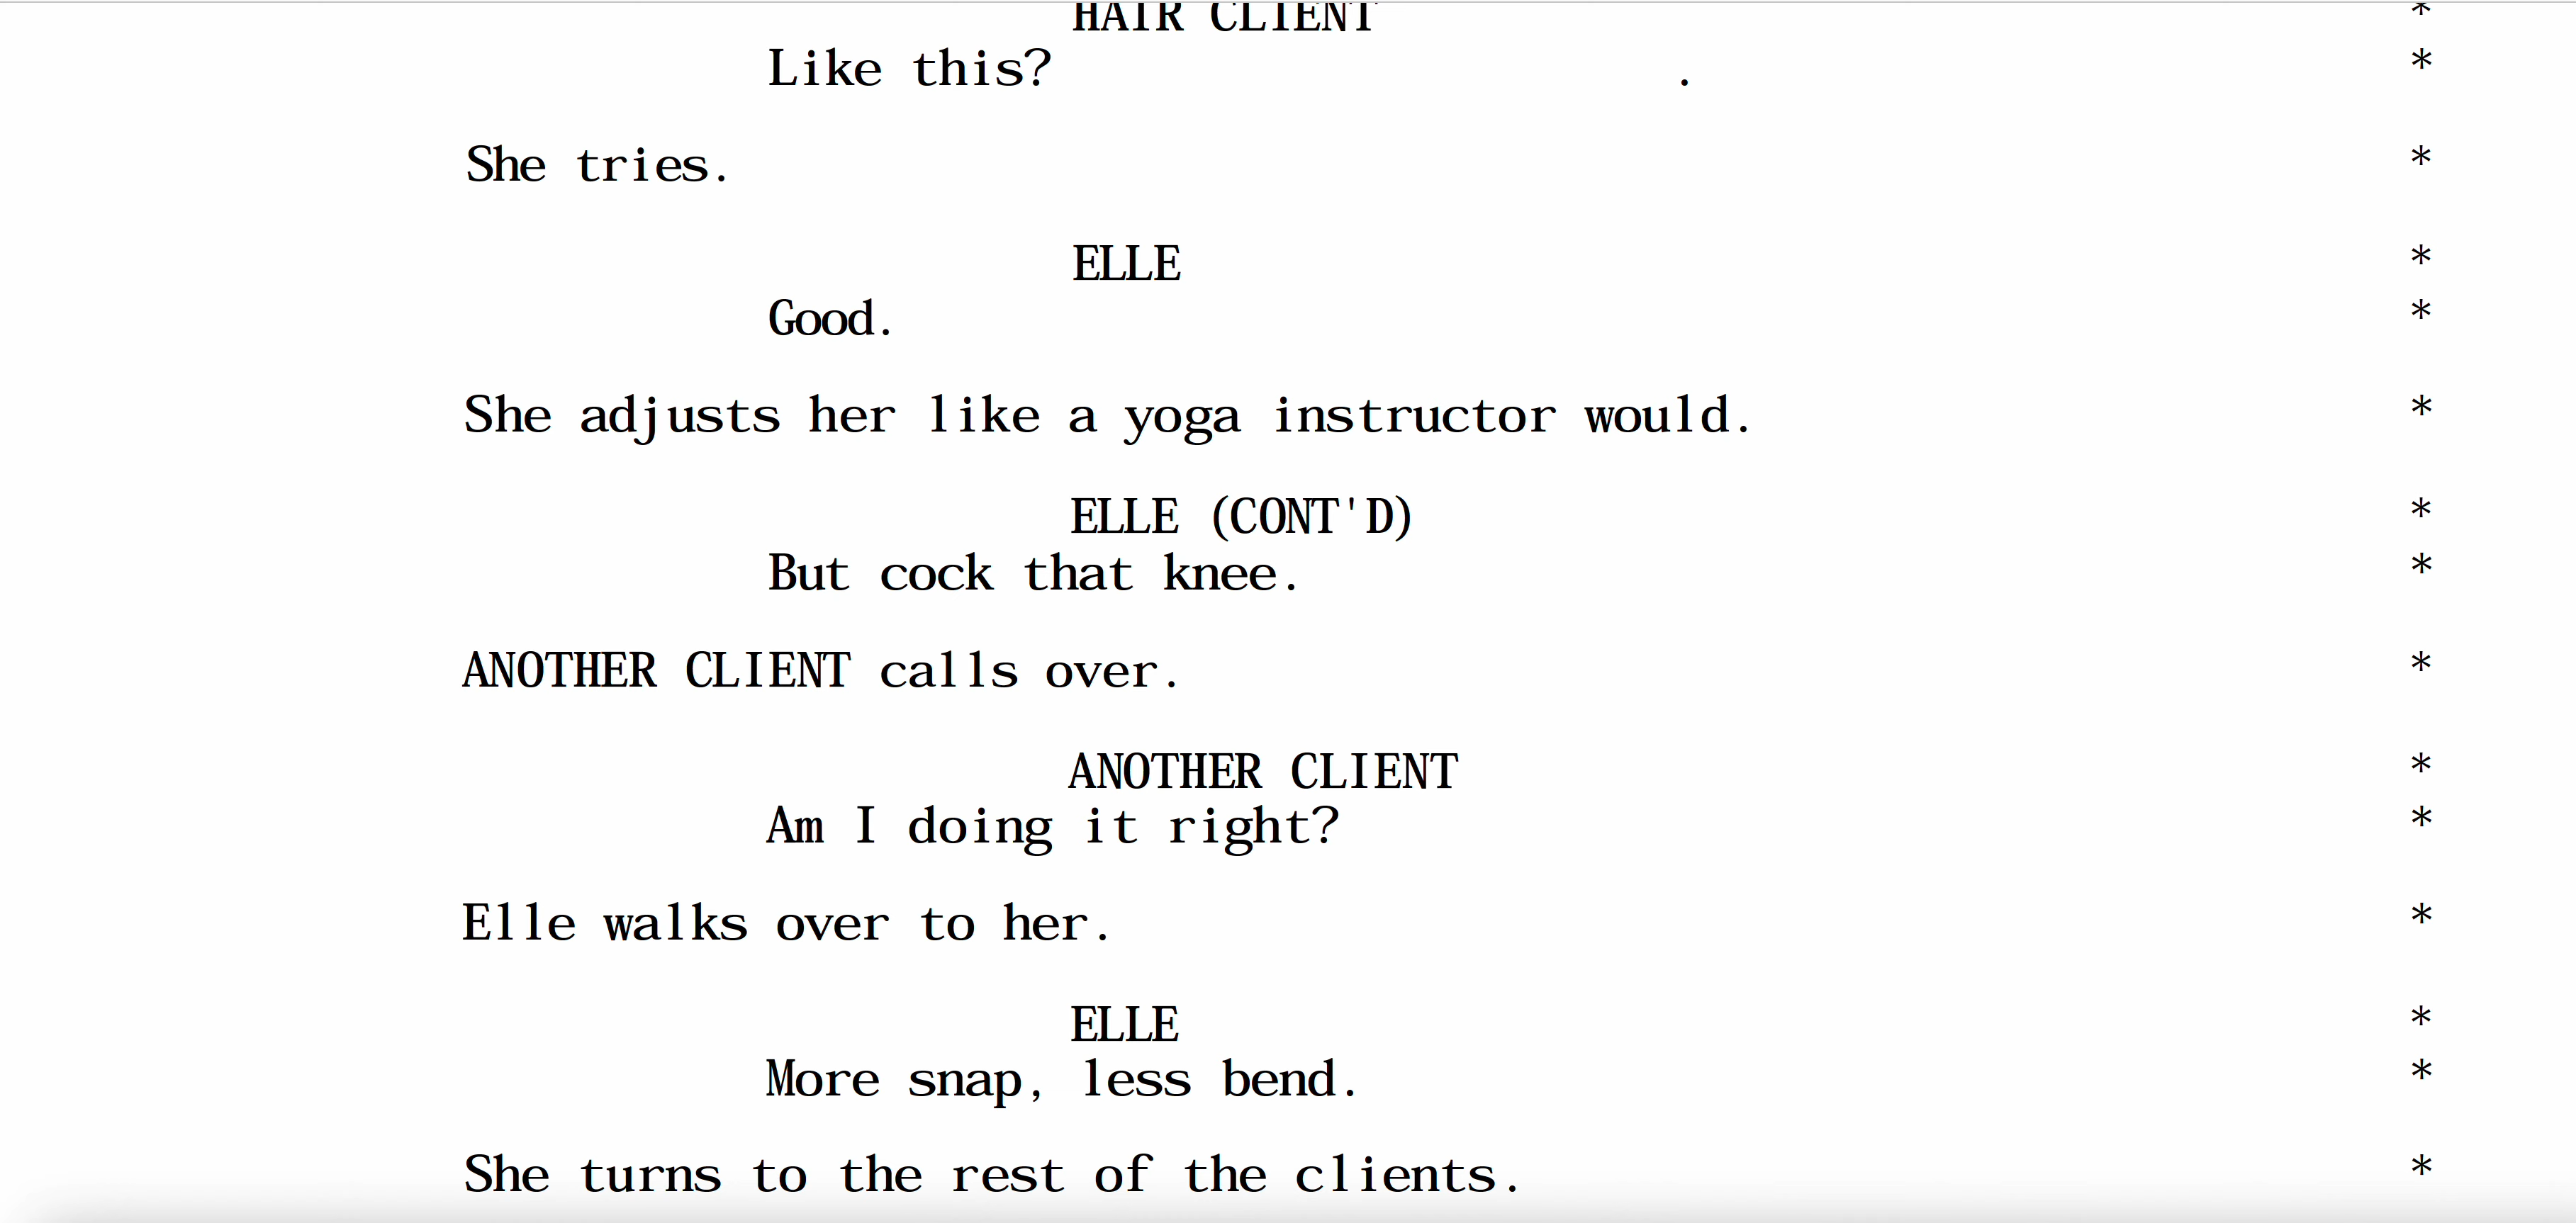 HAIR CLIENT *
Like this? . *
She tries. *
ELLE *
Good. *
She adjusts her like a yoga instructor would. *
ELLE (CONT'D) *
But cock that knee. *
ANOTHER CLIENT calls over. *
ANOTHER CLIENT *
Am I doing it right? *
Elle walks over to her. *
ELLE *
More snap, less bend. *
She turns to the rest of the clients. *